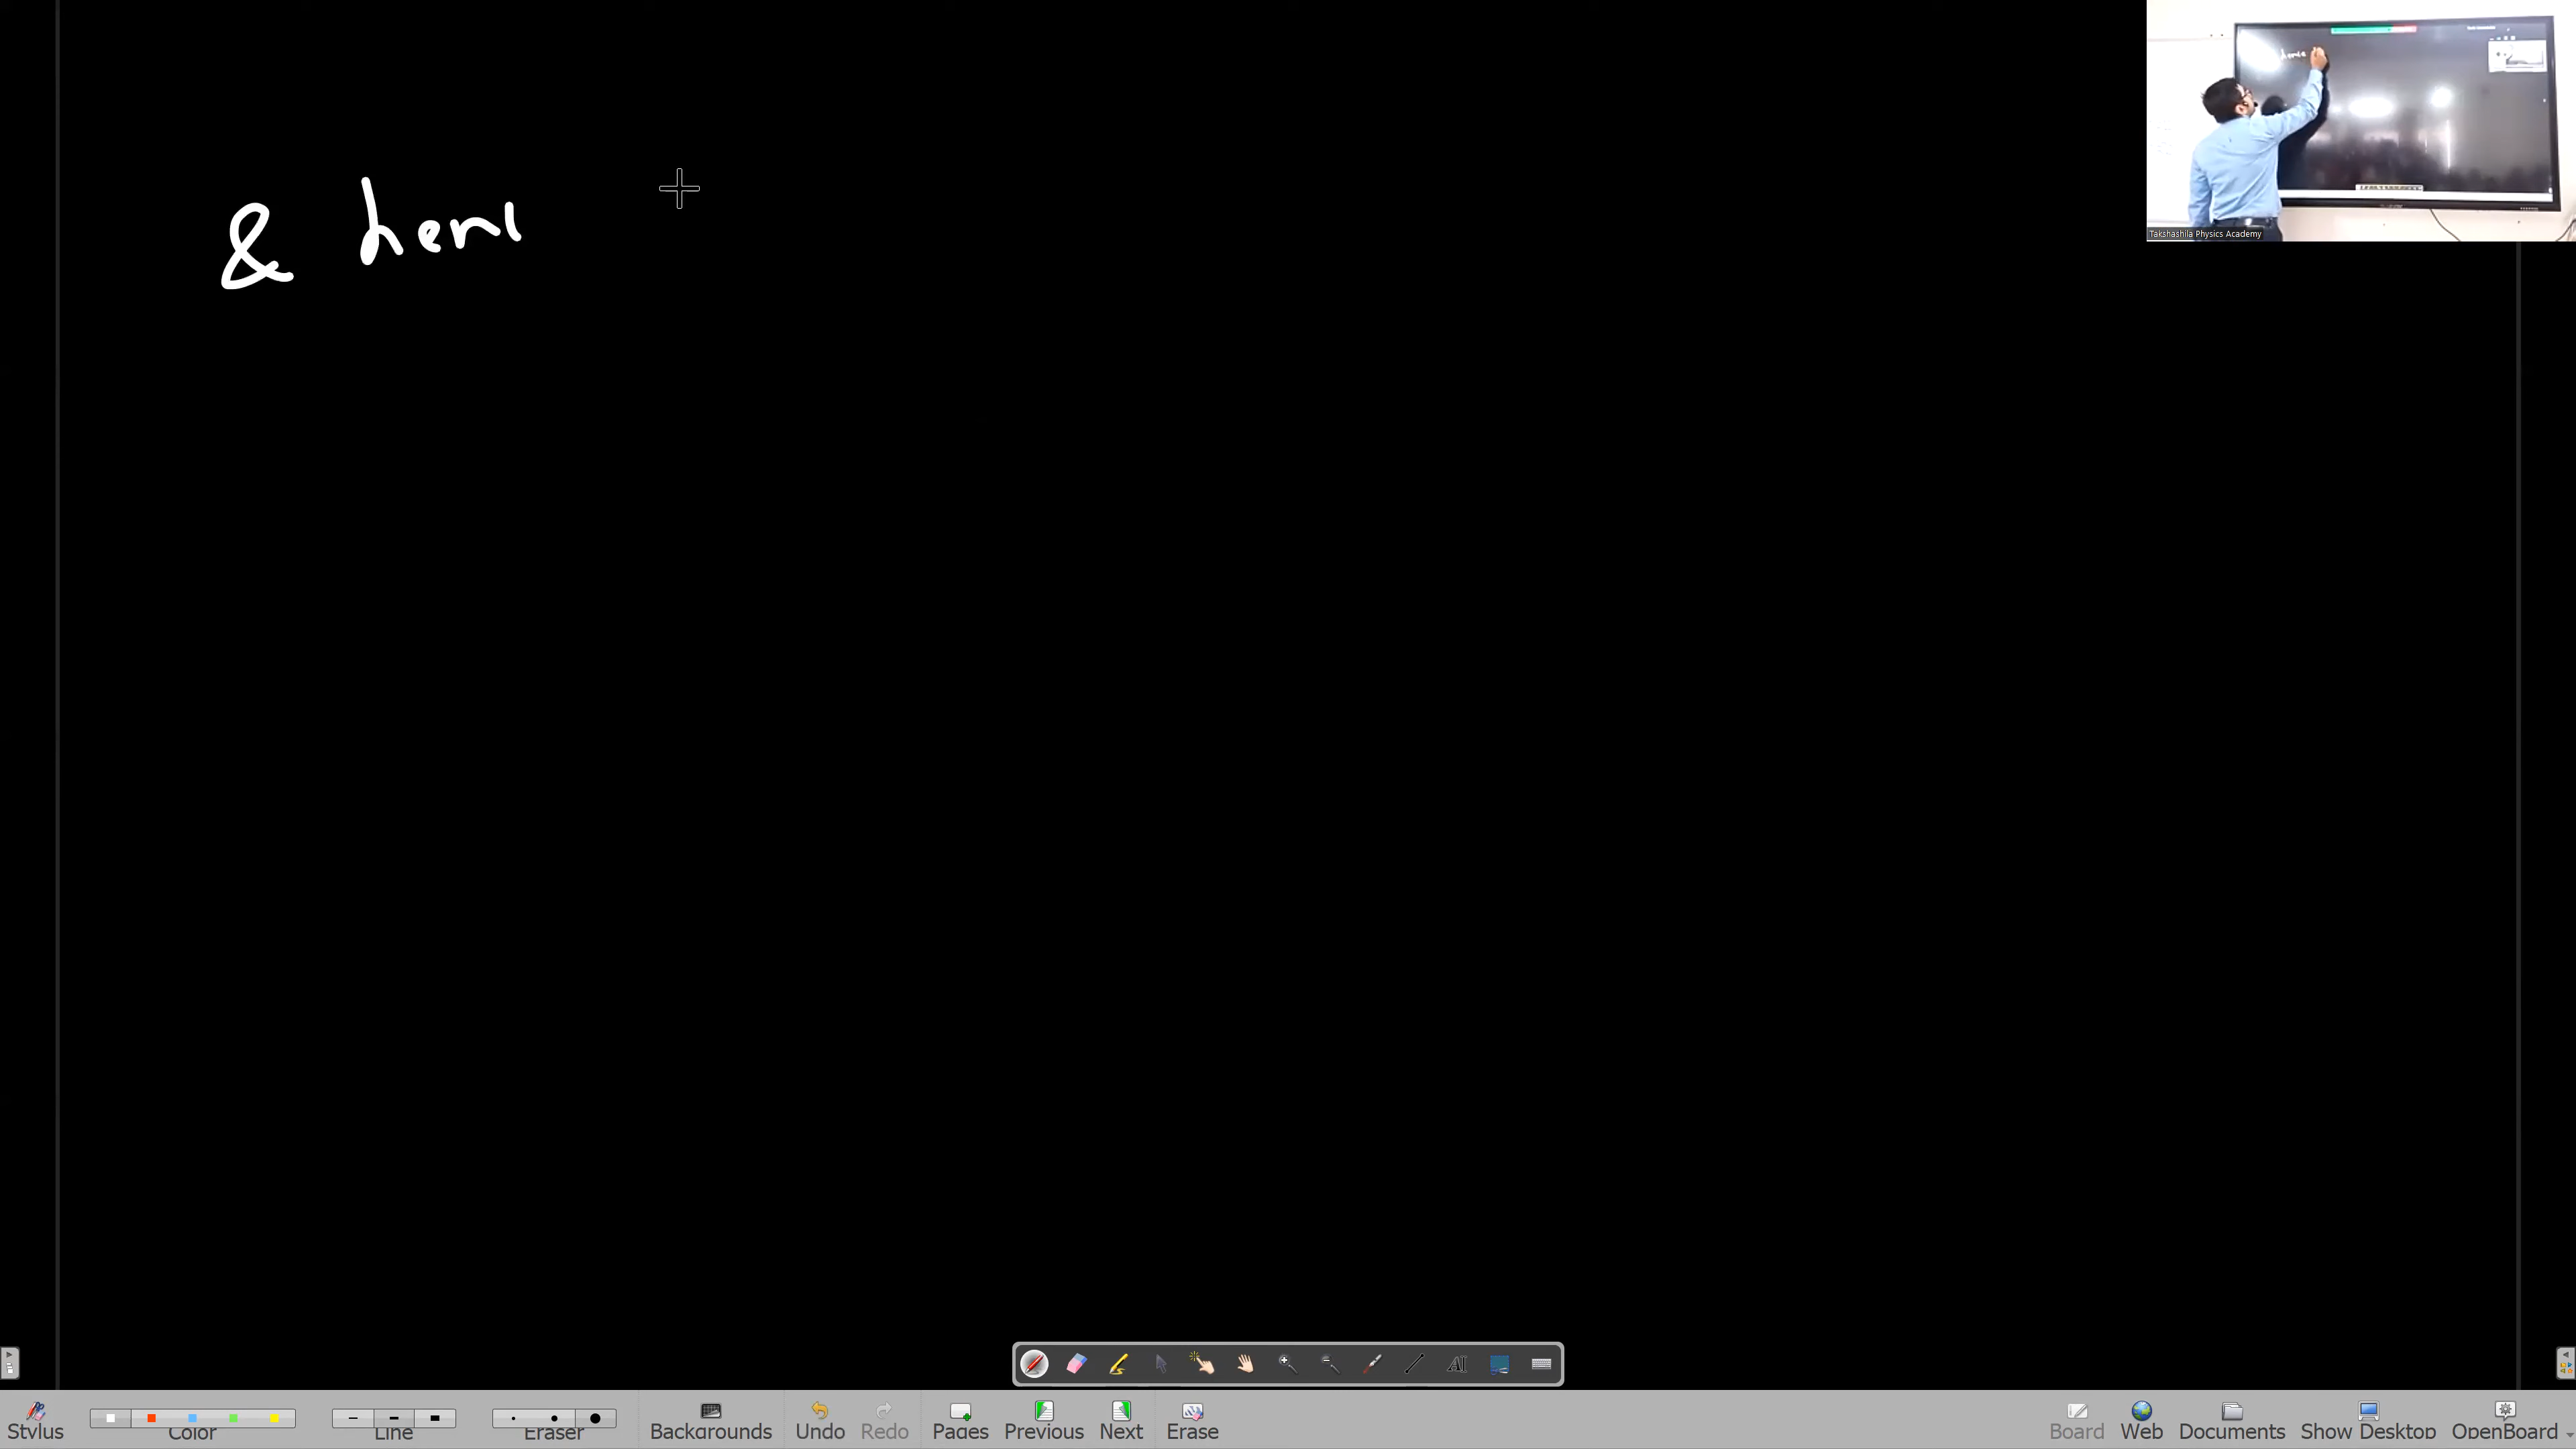 & henc
Takshashila Physics Academy
Stylus Color Line Eraser Backgrounds Undo Redo Pages Previous Next Erase Board Web Documents Show Desktop OpenBoard